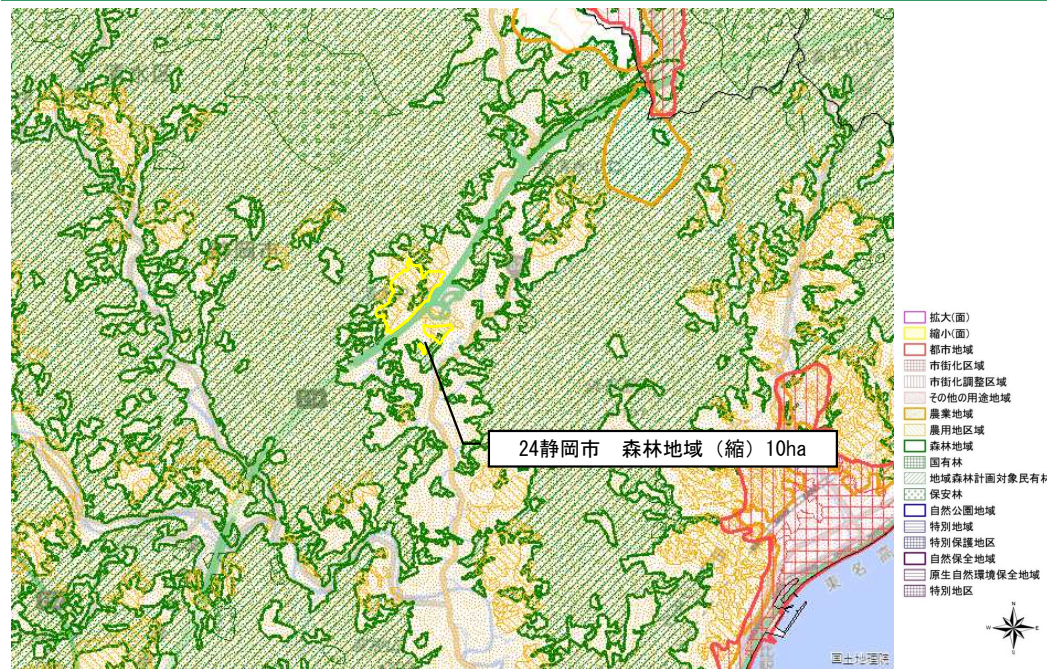 24静岡市 森林地域（縮）10ha
拡大(面)
縮小(面)
都市地域
市街化区域
市街化調整区域
その他の用途地域
農業地域
農用地区域
森林地域
国有林
地域森林計画対象民有林
保安林
自然公園地域
特別地域
特別保護地区
自然保全地域
原生自然環境保全地域
特別地区
N
W
E
S
東名高
国土地理院